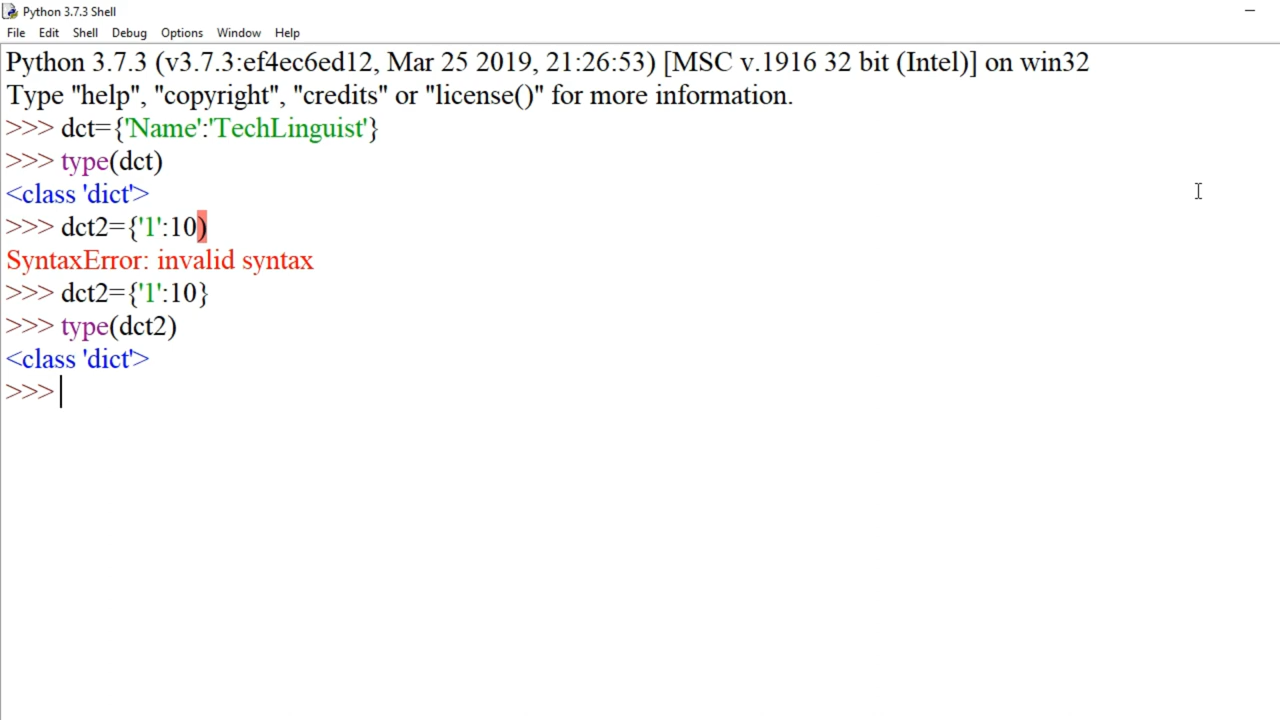 Python 3.7.3 Shell
File Edit Shell Debug Options Window Help
Python 3.7.3 (v3.7.3:ef4ec6ed12, Mar 25 2019, 21:26:53) [MSC v.1916 32 bit (Intel)] on win32
Type "help", "copyright", "credits" or "license()" for more information.
>>> dct={'Name':'TechLinguist'}
>>> type(dct)
<class 'dict'>
>>> dct2={'1':10)
SyntaxError: invalid syntax
>>> dct2={'1':10}
>>> type(dct2)
<class 'dict'>
>>>